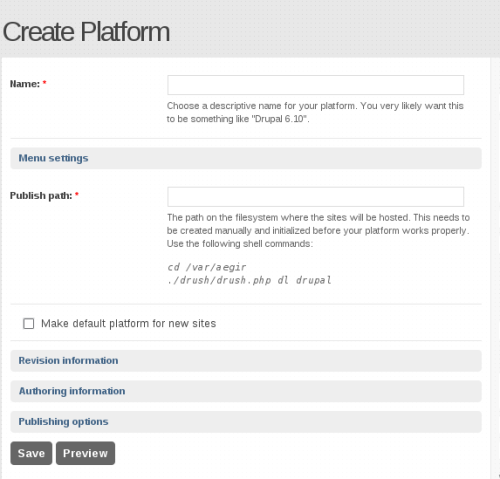 Create Platform
Name: *
Choose a descriptive name for your platform. You very likely want this
to be something like "Drupal 6.10".
Menu settings
Publish path: *
The path on the filesystem where the sites will be hosted. This needs to
be created manually and initialized before your platform works properly.
Use the following shell commands:
cd /var/aegir
./drush/drush.php dl drupal
Make default platform for new sites
Revision information
Authoring information
Publishing options
Save Preview